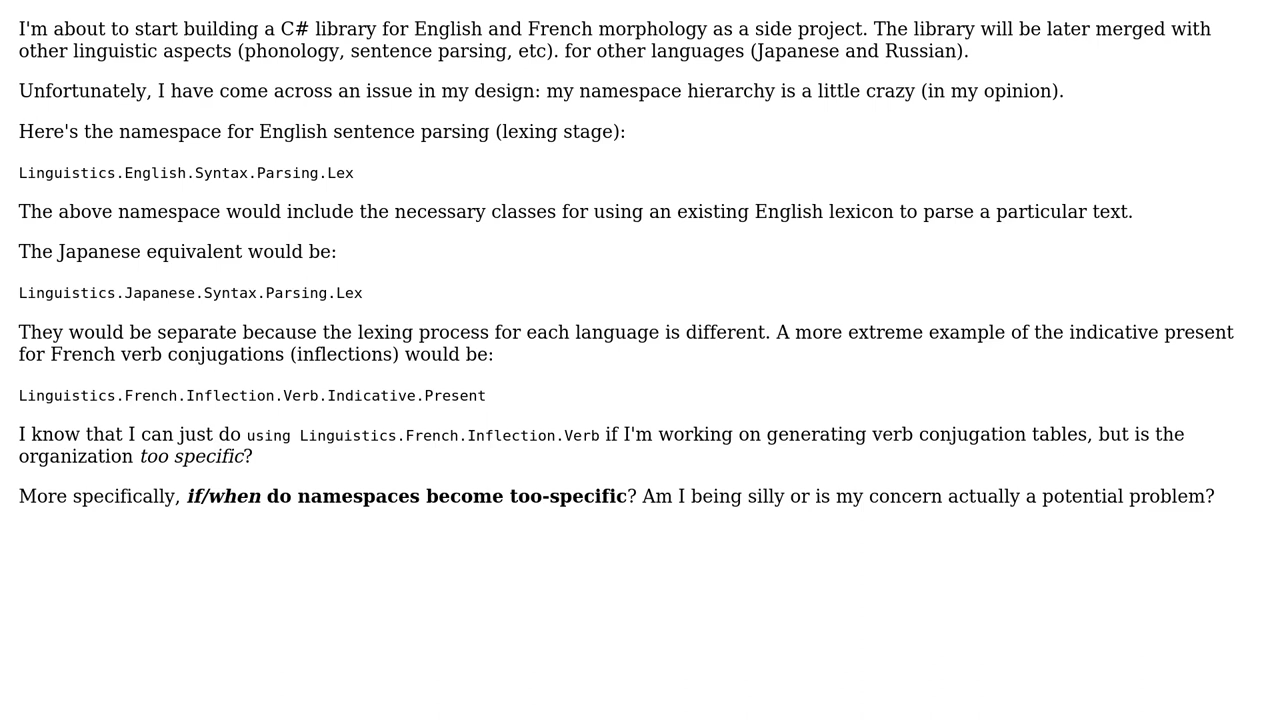 I'm about to start building a C# library for English and French morphology as a side project. The library will be later merged with
other linguistic aspects (phonology, sentence parsing, etc). for other languages (Japanese and Russian).
Unfortunately, I have come across an issue in my design: my namespace hierarchy is a little crazy (in my opinion).
Here's the namespace for English sentence parsing (lexing stage):
Linguistics.English.Syntax.Parsing.Lex
The above namespace would include the necessary classes for using an existing English lexicon to parse a particular text.
The Japanese equivalent would be:
Linguistics.Japanese.Syntax.Parsing.Lex
They would be separate because the lexing process for each language is different. A more extreme example of the indicative present
for French verb conjugations (inflections) would be:
Linguistics.French.Inflection.Verb.Indicative.Present
I know that I can just do using Linguistics.French.Inflection.Verb if I'm working on generating verb conjugation tables, but is the
organization too specific?
More specifically, if/when do namespaces become too-specific? Am I being silly or is my concern actually a potential problem?